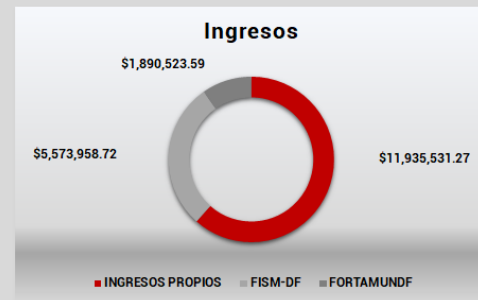 Ingresos
$1,890,523.59
$5,573,958.72
$11,935,531.27
INGRESOS PROPIOS FISM-DF FORTAMUNDF